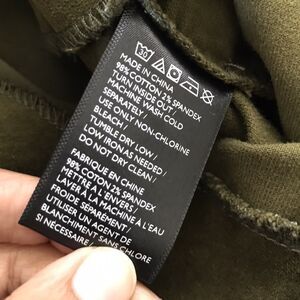 30
MADE IN CHINA
98% COTTON 2% SPANDEX
TURN INSIDE OUT /
MACHINE WASH COLD
SEPARATELY /
USE ONLY NON-CHLORINE
BLEACH /
TUMBLE DRY LOW /
LOW IRON AS NEEDED /
DO NOT DRY CLEAN /
FABRIQUE EN CHINE
98% COTON 2% SPANDEX
METTRE A L'ENVERS /
LAVER A LA MACHINE A L'EAU
FROIDE SÉPARÉMENT /
UTILISER UN AGENT DE
BLANCHIMENT SANS CHLORE
SI NÉCESSAIRE /